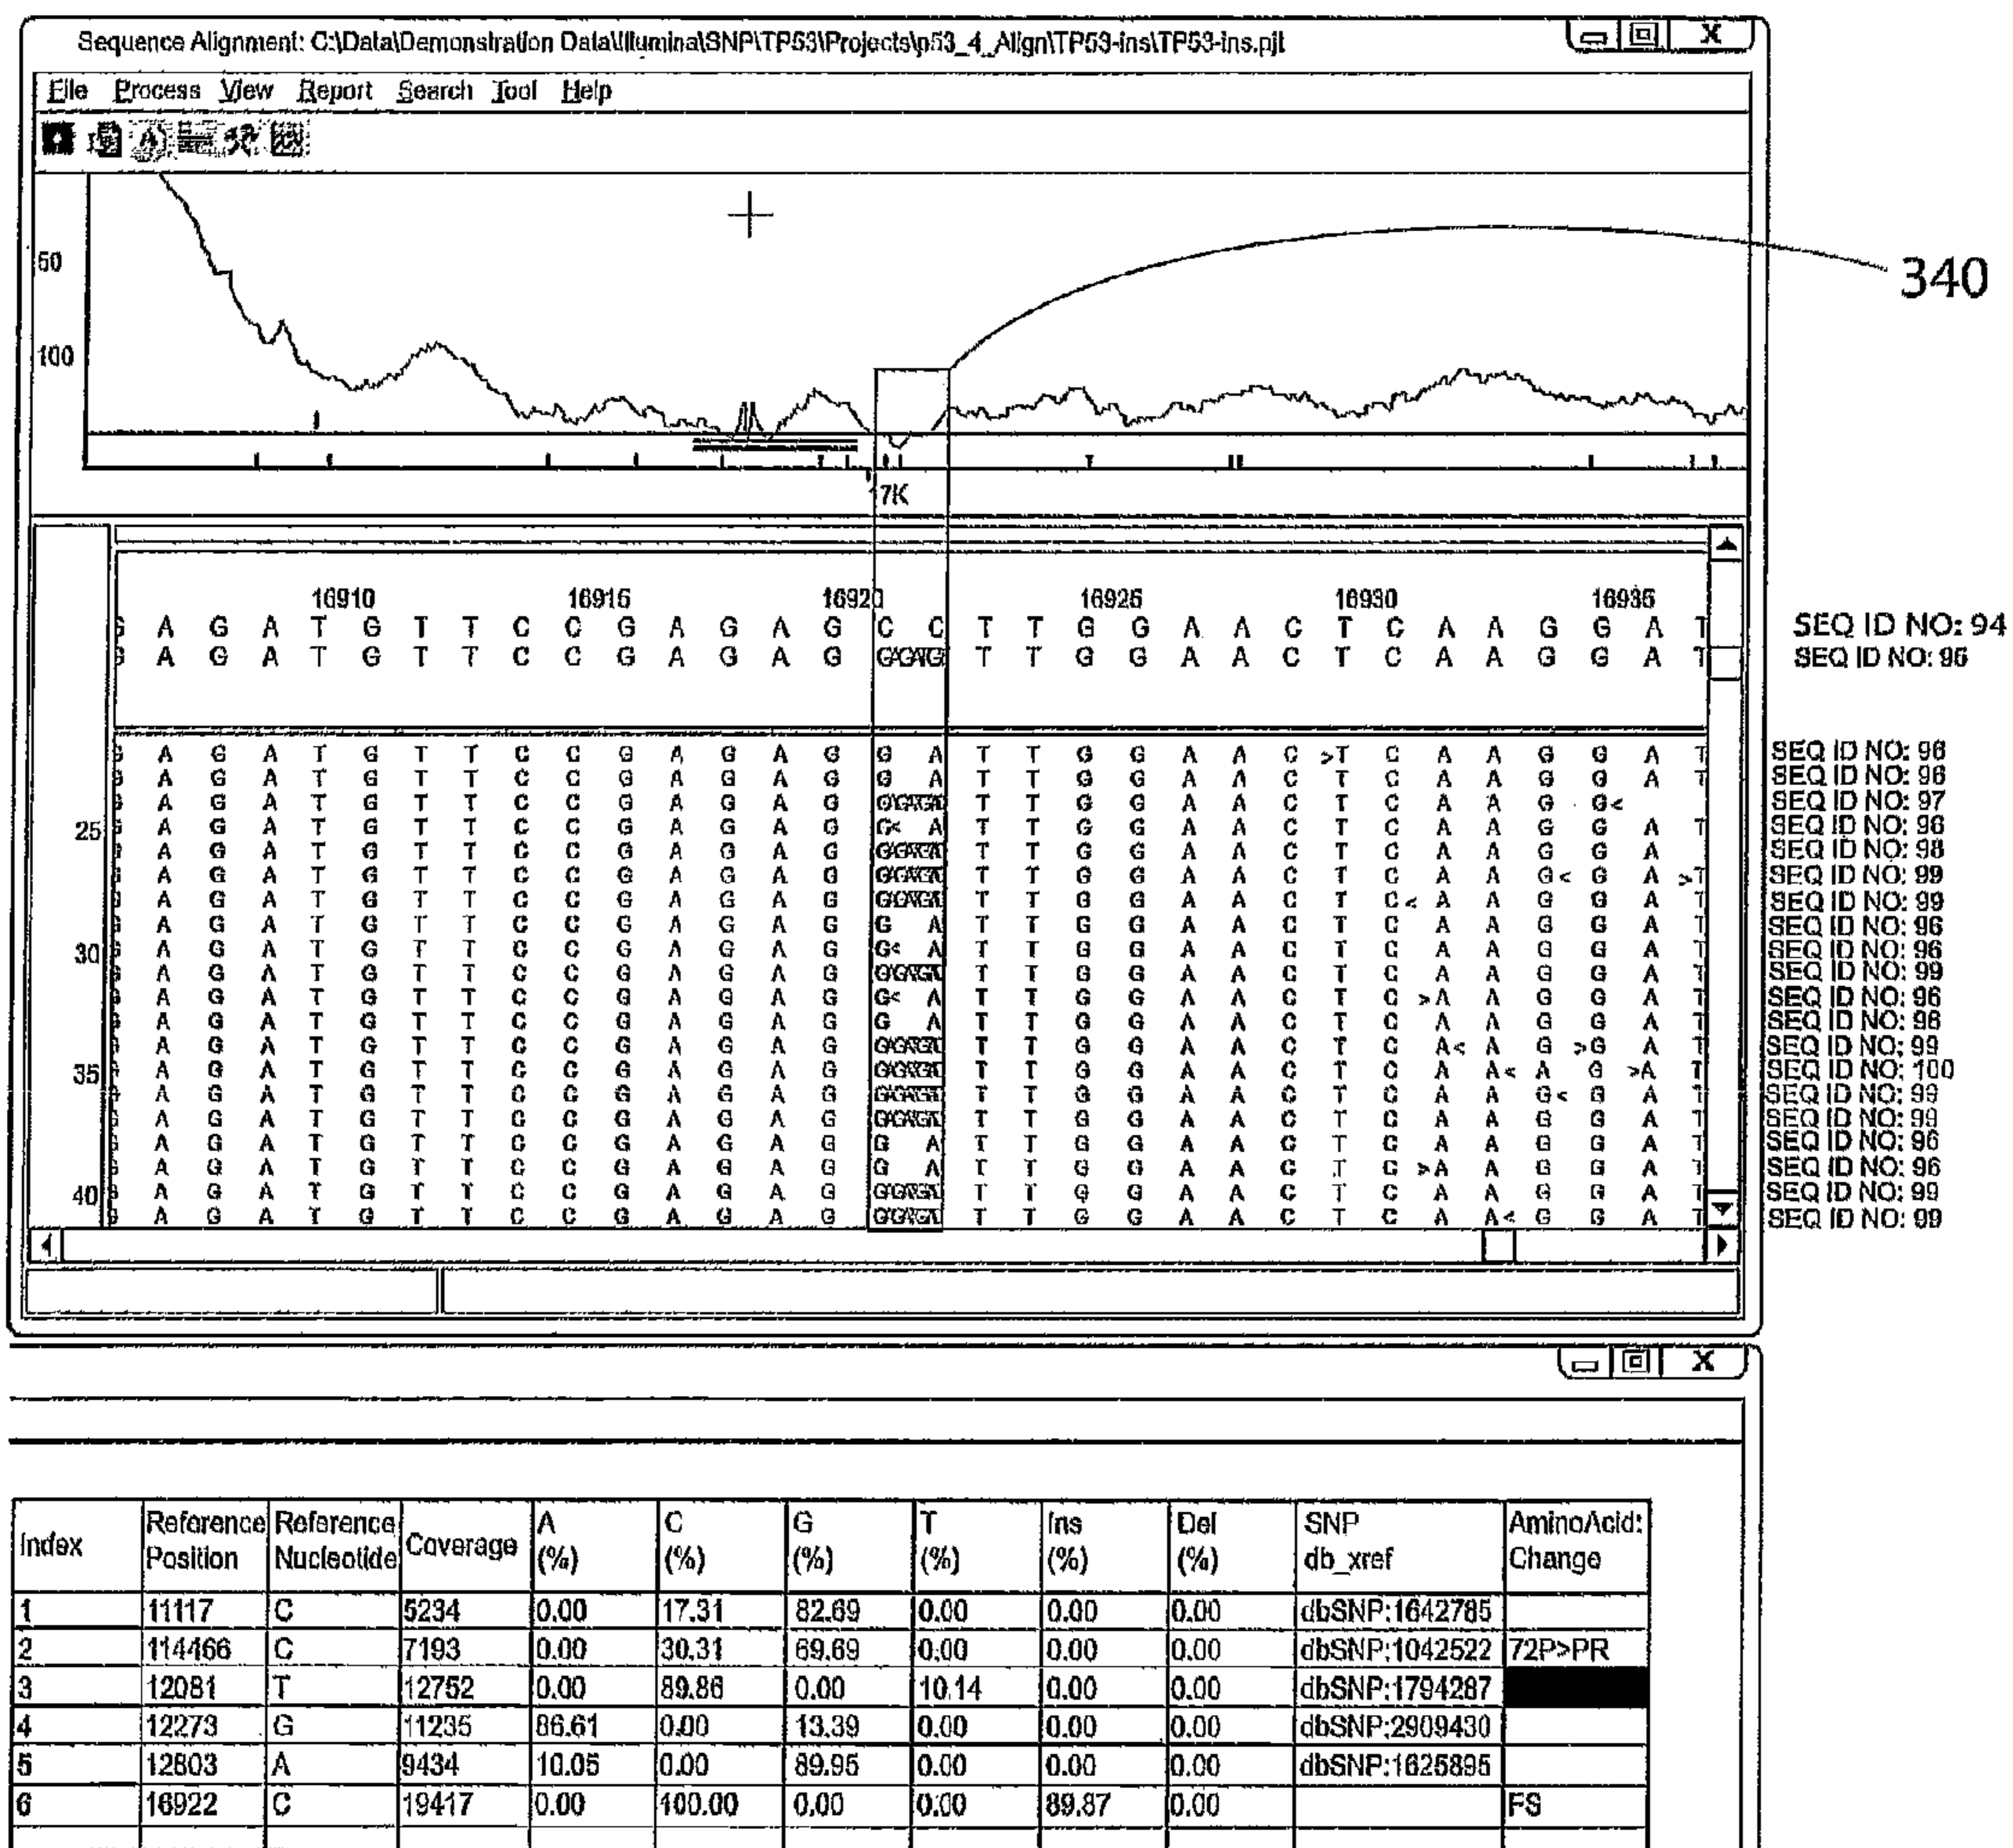 Sequence Alignment: C:\Data\Demonstration Data\Illumina\SNP\TP53\Projects\p53_4_Align\TP53-ins\TP53-ins.pjt
File Process View Report Search Tool Help
50
100
340
17K
16910 16915 16920 16925 16930 16935
G A G A T G T T C C G A G A G C C T T G G A A C T C A A G G A T SEQ ID NO: 94
G A G A T G T T C C G A G A G T T G G A A C T C A A G G A T SEQ ID NO: 95
G A G A T G T T C C G A G A G G A T T G G A A C >T C A A G G A T SEQ ID NO: 96
G A G A T G T T C C G A G A G G A T T G G A A C T C A A G G A T SEQ ID NO: 96
G A G A T G T T C C G A G A G T T G G A A C T C A A G G< SEQ ID NO: 97
25 G A G A T G T T C C G A G A G G< A T T G G A A C T C A A G G A T SEQ ID NO: 96
G A G A T G T T C C G A G A G T T G G A A C T C A A G G A SEQ ID NO: 98
G A G A T G T T C C G A G A G T T G G A A C T C A A G< G A >T SEQ ID NO: 99
G A G A T G T T C C G A G A G T T G G A A C T C< A A G G A T SEQ ID NO: 99
G A G A T G T T C C G A G A G G A T T G G A A C T C A A G G A T SEQ ID NO: 96
30 G A G A T G T T C C G A G A G G< A T T G G A A C T C A A G G A T SEQ ID NO: 96
G A G A T G T T C C G A G A G T T G G A A C T C A A G G A T SEQ ID NO: 99
G A G A T G T T C C G A G A G G< A T T G G A A C T C >A A G G A T SEQ ID NO: 96
G A G A T G T T C C G A G A G G A T T G G A A C T C A A G G A T SEQ ID NO: 96
G A G A T G T T C C G A G A G T T G G A A C T C A< A G >G A T SEQ ID NO: 99
35 G A G A T G T T C C G A G A G T T G G A A C T C A A< A G >A T SEQ ID NO: 100
G A G A T G T T C C G A G A G T T G G A A C T C A A G< G A T SEQ ID NO: 99
G A G A T G T T C C G A G A G T T G G A A C T C A A G G A T SEQ ID NO: 99
G A G A T G T T C C G A G A G G A T T G G A A C T C A A G G A T SEQ ID NO: 96
G A G A T G T T C C G A G A G G A T T G G A A C T C >A A G G A T SEQ ID NO: 96
40 G A G A T G T T C C G A G A G T T G G A A C T C A A G G A T SEQ ID NO: 99
G A G A T G T T C C G A G A G T T G G A A C T C A A< G G A T SEQ ID NO: 99
Index Reference Position Reference Nucleotide Coverage A (%) C (%) G (%) T (%) Ins (%) Del (%) SNP db_xref AminoAcid: Change
1 11117 C 5234 0.00 17.31 82.69 0.00 0.00 0.00 dbSNP:1642785
2 114466 C 7193 0.00 30.31 69.69 0.00 0.00 0.00 dbSNP:1042522 72P>PR
3 12081 T 12752 0.00 89.86 0.00 10.14 0.00 0.00 dbSNP:1794287
4 12273 G 11235 86.61 0.00 13.39 0.00 0.00 0.00 dbSNP:2909430
5 12803 A 9434 10.05 0.00 89.95 0.00 0.00 0.00 dbSNP:1625895
6 16922 C 19417 0.00 100.00 0.00 0.00 89.87 0.00 FS